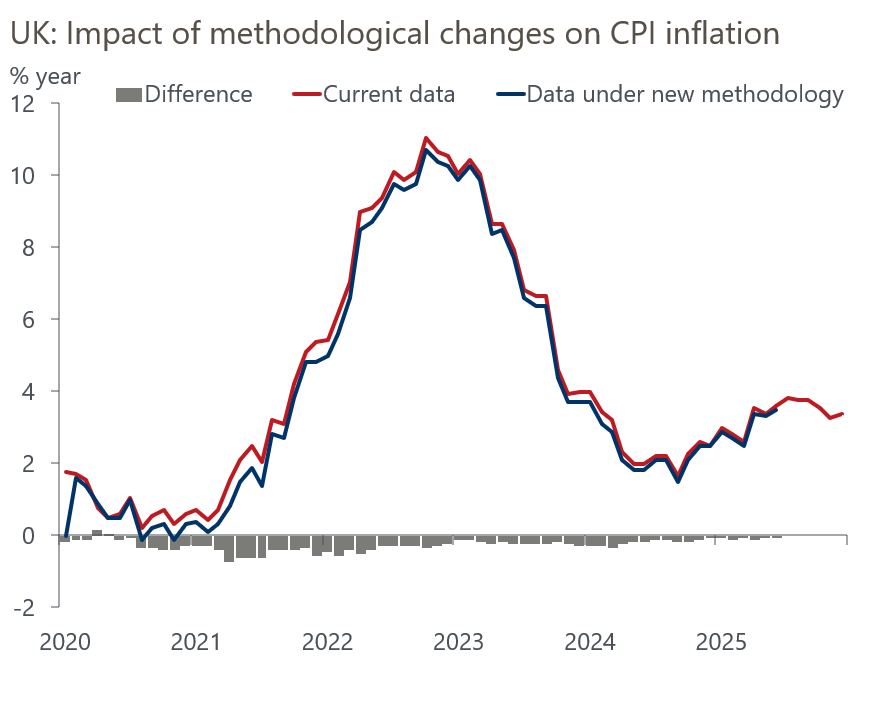 UK: Impact of methodological changes on CPI inflation
% year
Difference Current data Data under new methodology
12
10
8
6
4
2
0
-2
2020 2021 2022 2023 2024 2025